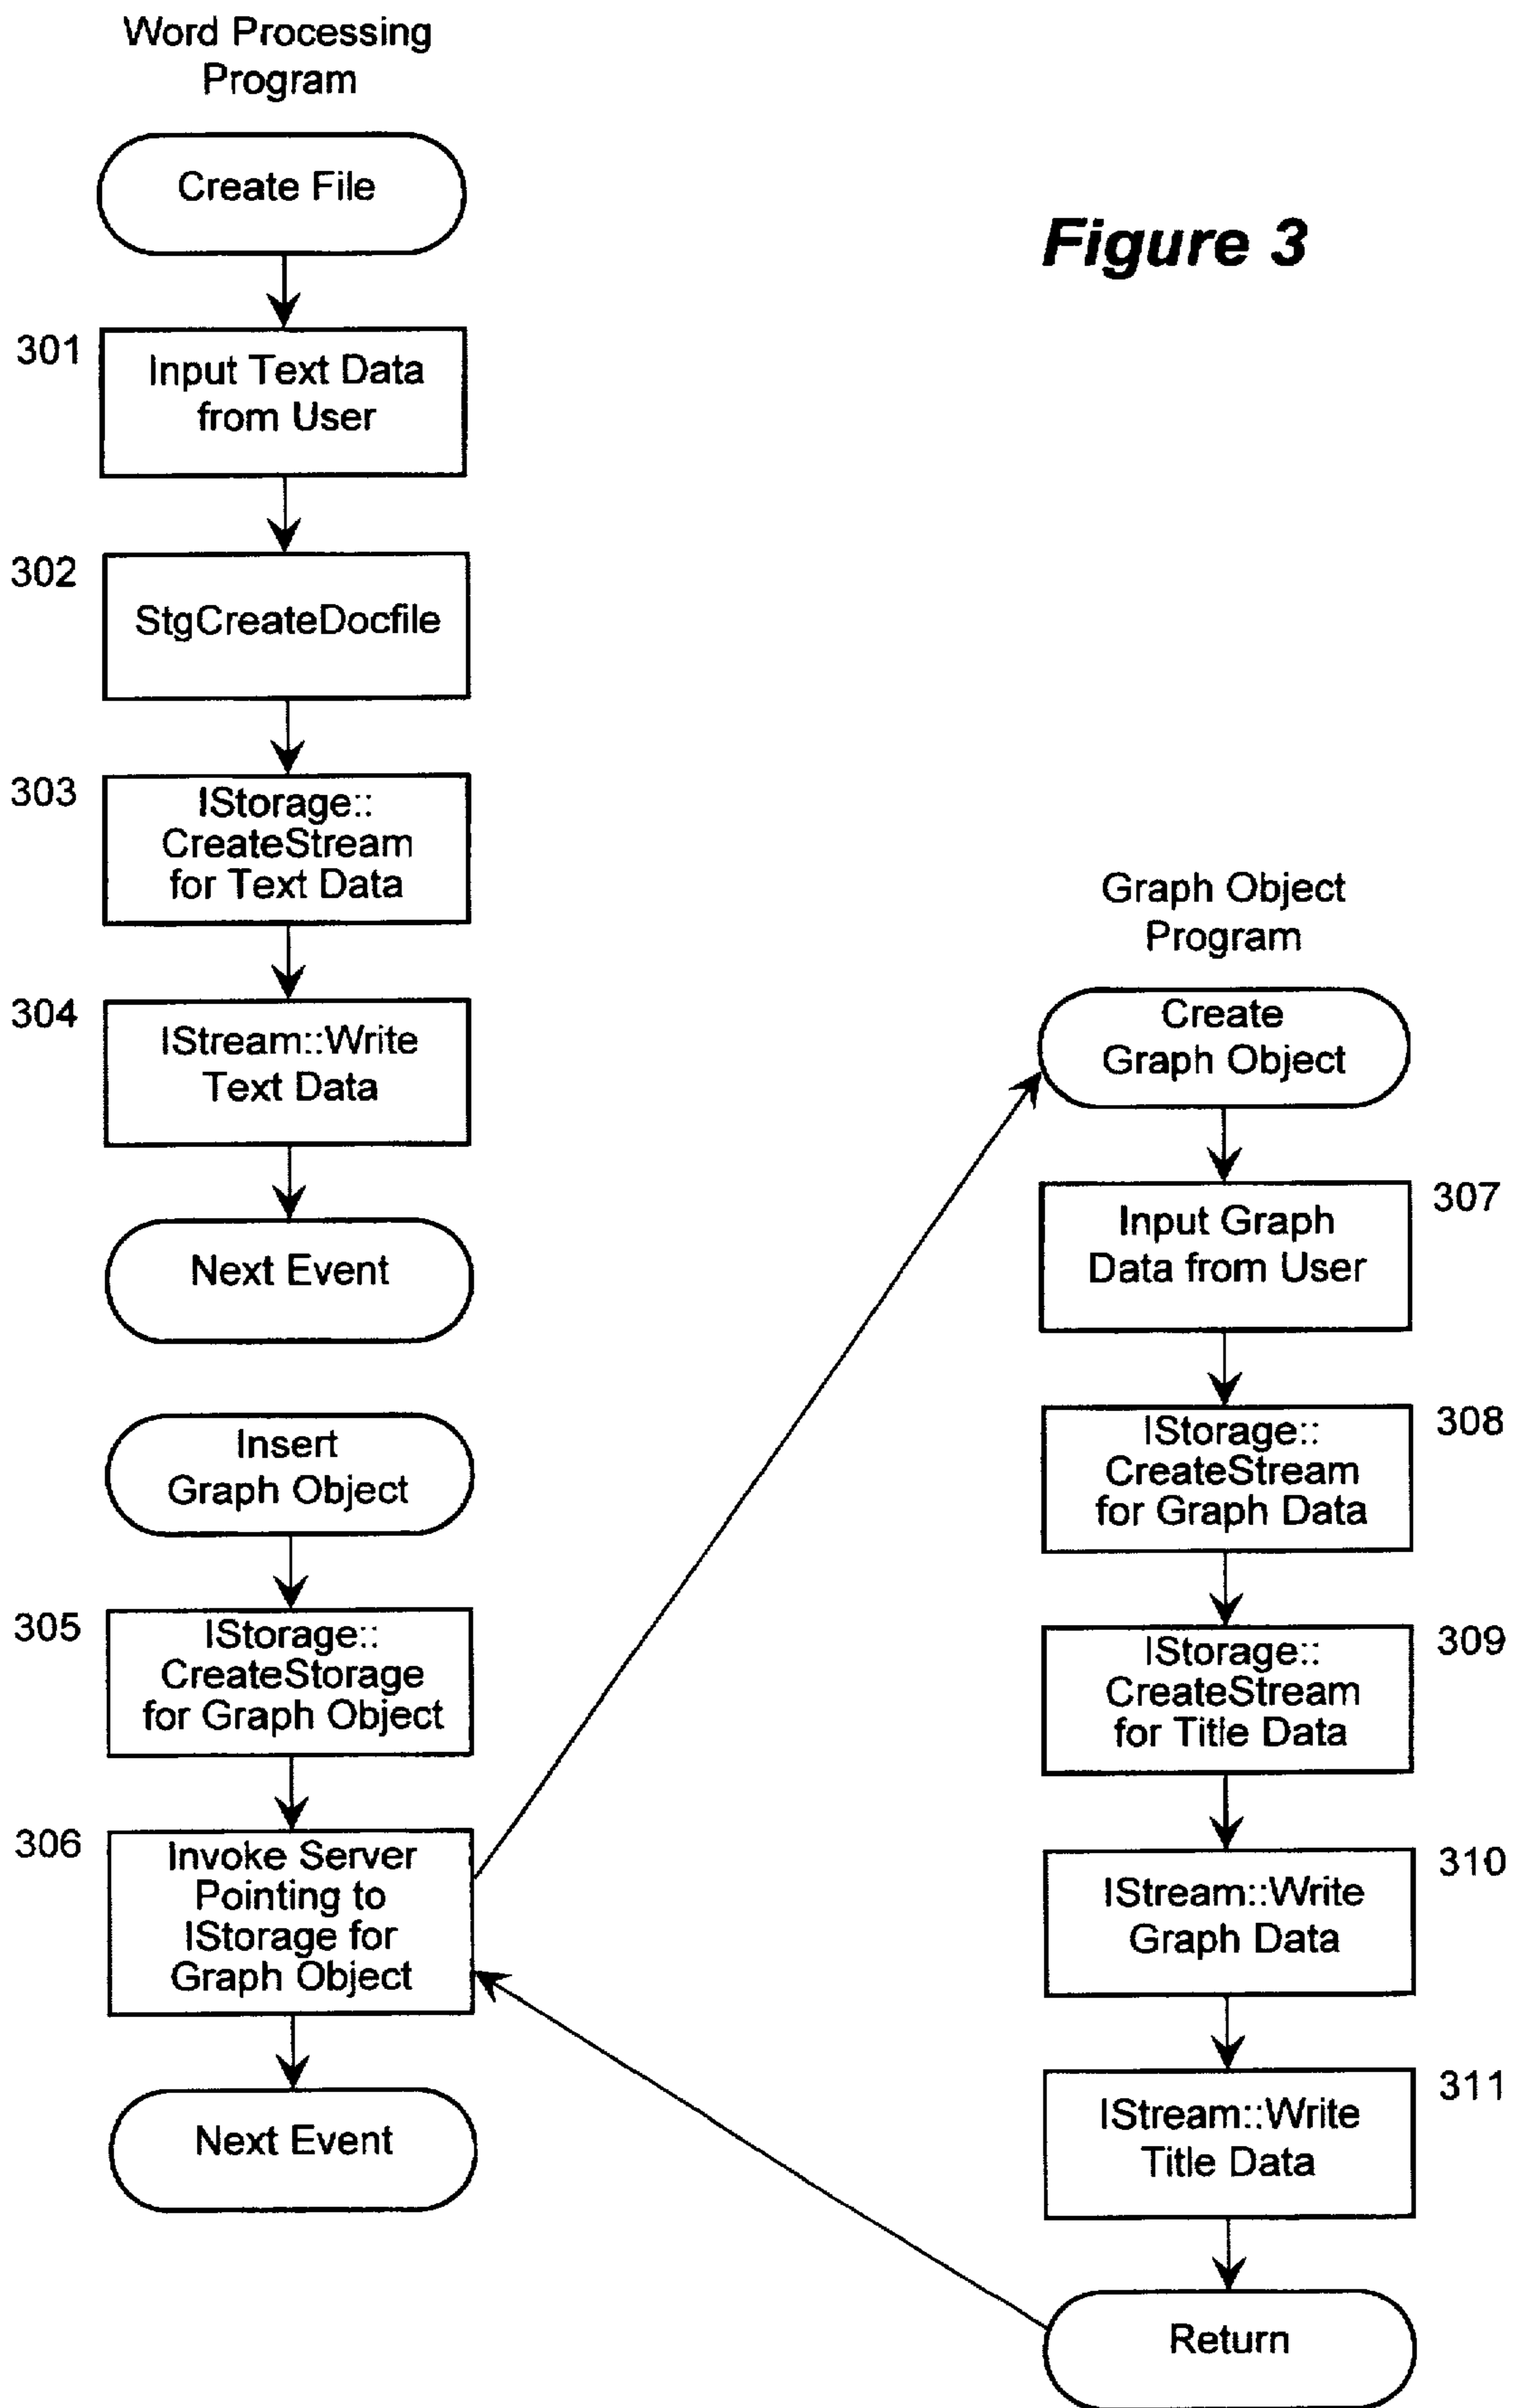 Word Processing
Program
Create File
Figure 3
301
Input Text Data
from User
302
StgCreateDocfile
303
IStorage::
CreateStream
for Text Data
304
IStream::Write
Text Data
Next Event
Insert
Graph Object
305
IStorage::
CreateStorage
for Graph Object
306
Invoke Server
Pointing to
IStorage for
Graph Object
Next Event
Graph Object
Program
Create
Graph Object
307
Input Graph
Data from User
308
IStorage::
CreateStream
for Graph Data
309
IStorage::
CreateStream
for Title Data
310
IStream::Write
Graph Data
311
IStream::Write
Title Data
Return